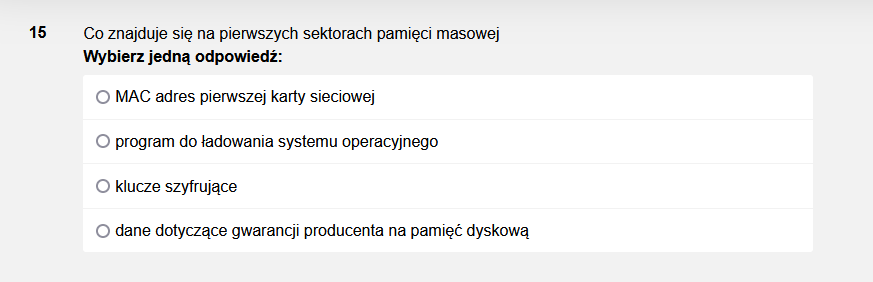 15 Co znajduje się na pierwszych sektorach pamięci masowej
Wybierz jedną odpowiedź:
MAC adres pierwszej karty sieciowej
program do ładowania systemu operacyjnego
klucze szyfrujące
dane dotyczące gwarancji producenta na pamięć dyskową